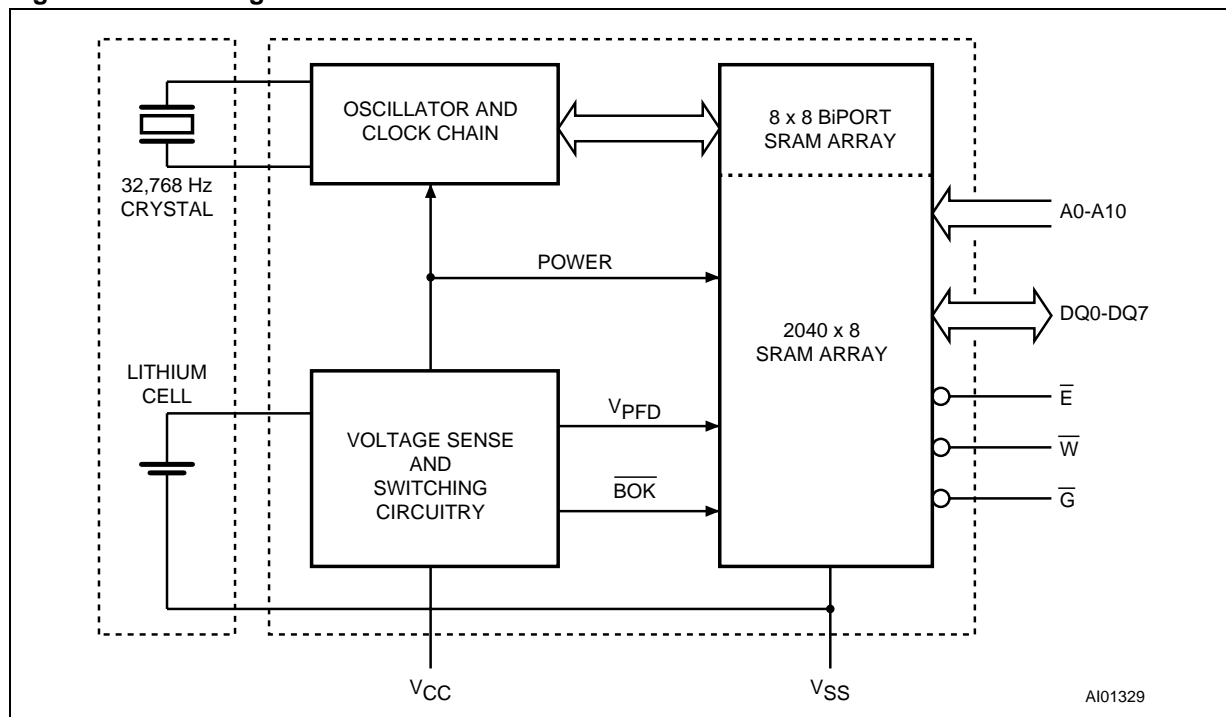 OSCILLATOR AND
CLOCK CHAIN
8 x 8 BiPORT
SRAM ARRAY
32,768 Hz
CRYSTAL
A0-A10
POWER
DQ0-DQ7
2040 x 8
SRAM ARRAY
LITHIUM
CELL
VOLTAGE SENSE
AND
SWITCHING
CIRCUITRY
VPFD
B̅O̅K̅
E̅
W̅
G̅
VCC
VSS
AI01329